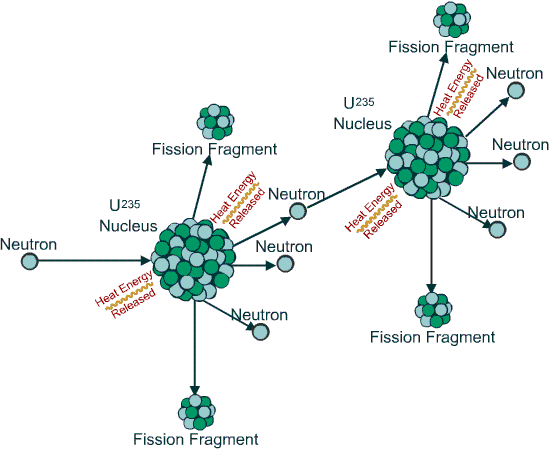 Fission Fragment
Heat Energy
Released
Neutron
U235
Nucleus
Neutron
Heat Energy
Released
Neutron
Fission Fragment
Fission Fragment
Heat Energy
Released
Neutron
U235
Nucleus
Neutron
Neutron
Heat Energy
Released
Neutron
Fission Fragment